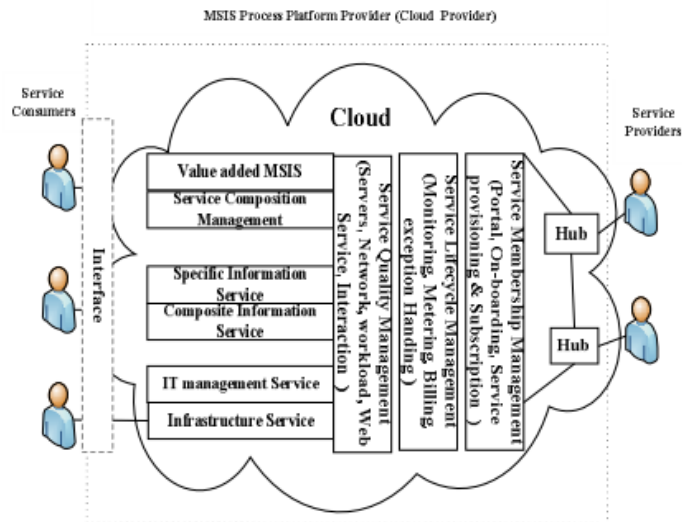 MSIS Process Platform Provider (Cloud Provider)
Service
Consumers
Cloud
Service
Providers
Interface
Value added MSIS
Service Composition
Management
Specific Information
Service
Composite Information
Service
IT management Service
Infrastructure Service
Service Quality Management
(Servers, Network, workload, Web
Service, Interaction )
Service Lifecycle Management
(Monitoring, Metering, Billing
exception Handing )
Service Membership Management
(Portal, On-boarding, Service
provisioning & Subscription )
Hub
Hub